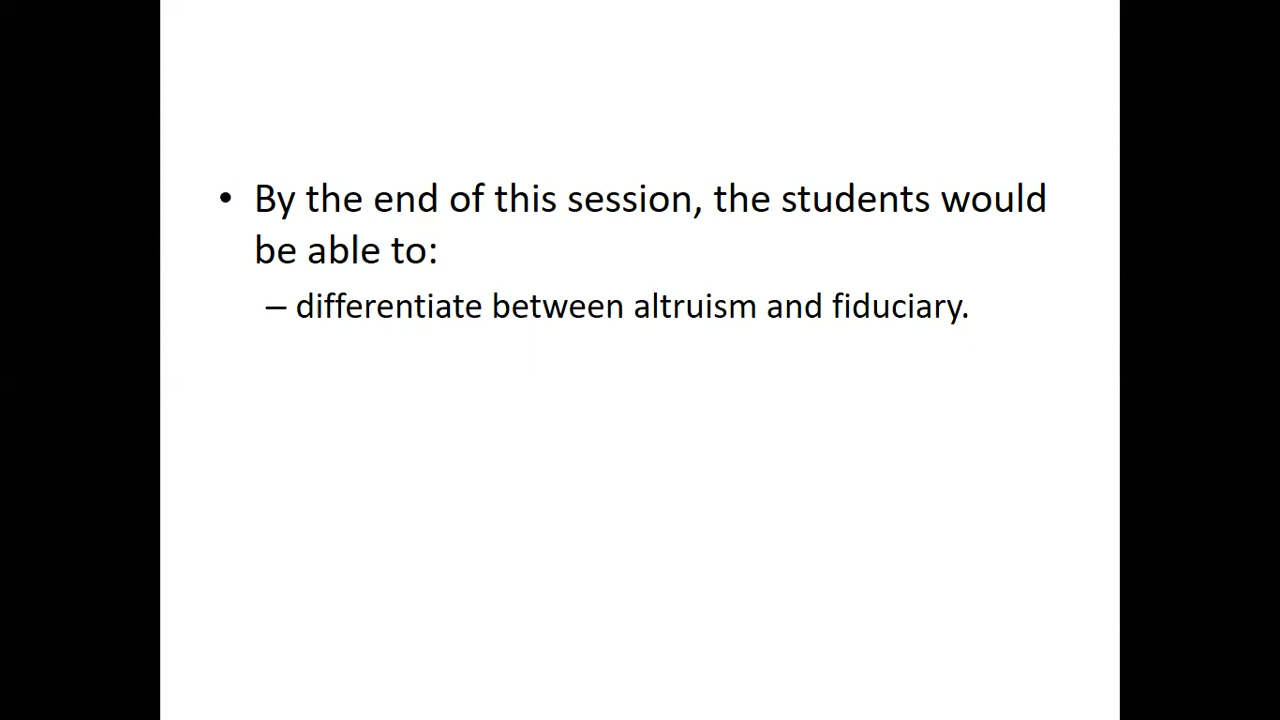 • By the end of this session, the students would
be able to:
– differentiate between altruism and fiduciary.